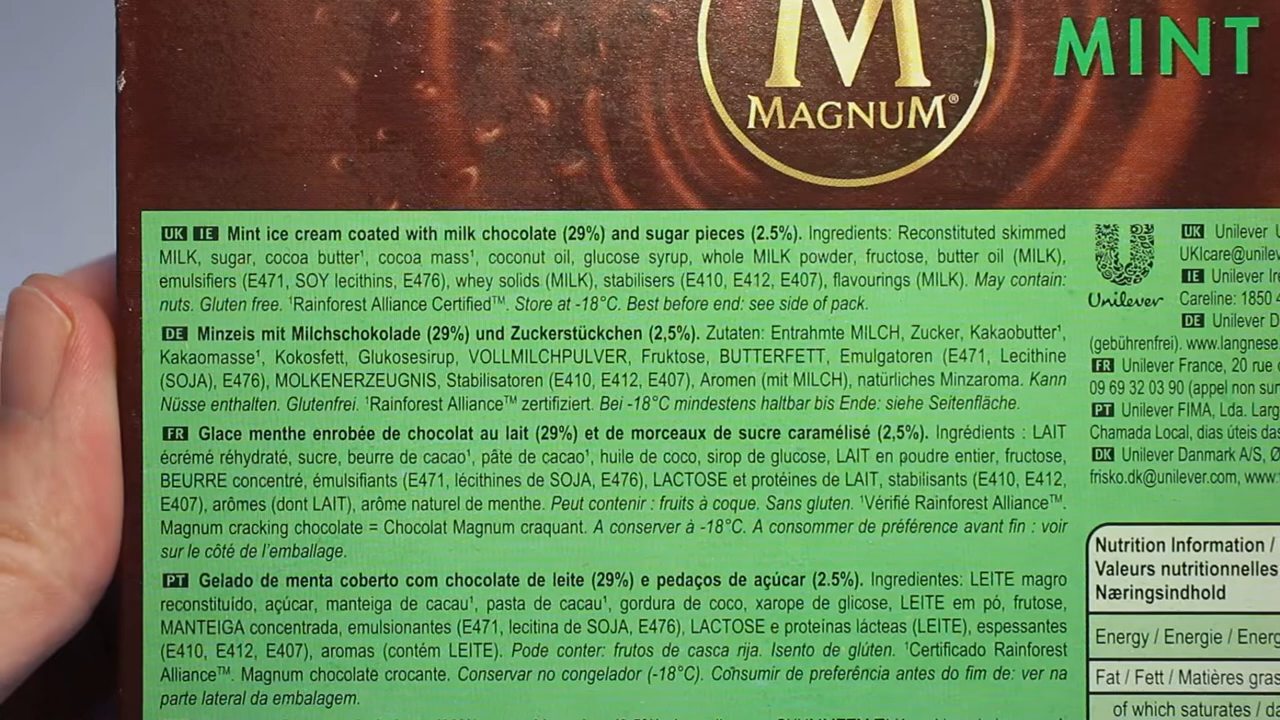 M
MAGNUM®
MINT
UK IE Mint ice cream coated with milk chocolate (29%) and sugar pieces (2.5%). Ingredients: Reconstituted skimmed
MILK, sugar, cocoa butter¹, cocoa mass¹, coconut oil, glucose syrup, whole MILK powder, fructose, butter oil (MILK),
emulsifiers (E471, SOY lecithins, E476), whey solids (MILK), stabilisers (E410, E412, E407), flavourings (MILK). May contain:
nuts. Gluten free. ¹Rainforest Alliance Certified™. Store at -18°C. Best before end: see side of pack.
DE Minzeis mit Milchschokolade (29%) und Zuckerstückchen (2,5%). Zutaten: Entrahmte MILCH, Zucker, Kakaobutter¹,
Kakaomasse¹, Kokosfett, Glukosesirup, VOLLMILCHPULVER, Fruktose, BUTTERFETT, Emulgatoren (E471, Lecithine
(SOJA), E476), MOLKENERZEUGNIS, Stabilisatoren (E410, E412, E407), Aromen (mit MILCH), natürliches Minzaroma. Kann
Nüsse enthalten. Glutenfrei. ¹Rainforest Alliance™ zertifiziert. Bei -18°C mindestens haltbar bis Ende: siehe Seitenfläche.
FR Glace menthe enrobée de chocolat au lait (29%) et de morceaux de sucre caramélisé (2,5%). Ingrédients : LAIT
écrémé réhydraté, sucre, beurre de cacao¹, pâte de cacao¹, huile de coco, sirop de glucose, LAIT en poudre entier, fructose,
BEURRE concentré, émulsifiants (E471, lécithines de SOJA, E476), LACTOSE et protéines de LAIT, stabilisants (E410, E412,
E407), arômes (dont LAIT), arôme naturel de menthe. Peut contenir : fruits à coque. Sans gluten. ¹Vérifié Rainforest Alliance™.
Magnum cracking chocolate = Chocolat Magnum craquant. A conserver à -18°C. A consommer de préférence avant fin : voir
sur le côté de l'emballage.
PT Gelado de menta coberto com chocolate de leite (29%) e pedaços de açúcar (2.5%). Ingredientes: LEITE magro
reconstituído, açúcar, manteiga de cacau¹, pasta de cacau¹, gordura de coco, xarope de glicose, LEITE em pó, frutose,
MANTEIGA concentrada, emulsionantes (E471, lecitina de SOJA, E476), LACTOSE e proteínas lácteas (LEITE), espessantes
(E410, E412, E407), aromas (contém LEITE). Pode conter: frutos de casca rija. Isento de glúten. ¹Certificado Rainforest
Alliance™. Magnum chocolate crocante. Conservar no congelador (-18°C). Consumir de preferência antes do fim de: ver na
parte lateral da embalagem.
Unilever
UK Unilever
UKIcare@unilev
IE Unilever
Careline: 1850
DE Unilever
(gebührenfrei). www.langnese
FR Unilever France, 20 rue
09 69 32 03 90 (appel non sur
PT Unilever FIMA, Lda. Larg
Chamada Local, dias úteis das
DK Unilever Danmark A/S,
frisko.dk@unilever.com, www.
Nutrition Information /
Valeurs nutritionnelles
Næringsindhold
Energy / Energie / Energ
Fat / Fett / Matières gras
of which saturates / da